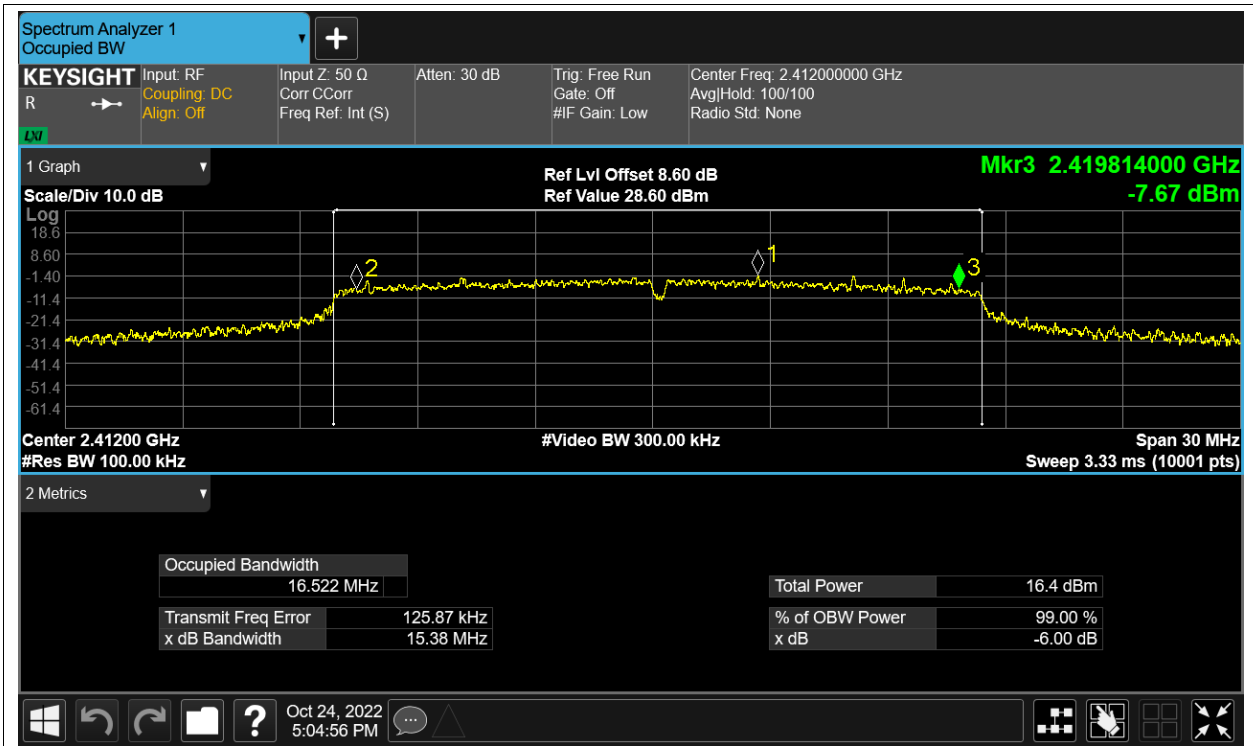 Spectrum Analyzer 1
Occupied BW
KEYSIGHT
R
LXI
Input: RF
Coupling: DC
Align: Off
Input Z: 50 Ω
Corr CCorr
Freq Ref: Int (S)
Atten: 30 dB
Trig: Free Run
Gate: Off
#IF Gain: Low
Center Freq: 2.412000000 GHz
Avg|Hold: 100/100
Radio Std: None
1 Graph
Scale/Div 10.0 dB
Ref Lvl Offset 8.60 dB
Ref Value 28.60 dBm
Mkr3 2.419814000 GHz
-7.67 dBm
Log
18.6
8.60
-1.40
-11.4
-21.4
-31.4
-41.4
-51.4
-61.4
2
1
3
Center 2.41200 GHz
#Res BW 100.00 kHz
#Video BW 300.00 kHz
Span 30 MHz
Sweep 3.33 ms (10001 pts)
2 Metrics
Occupied Bandwidth
16.522 MHz
Transmit Freq Error 125.87 kHz
x dB Bandwidth 15.38 MHz
Total Power 16.4 dBm
% of OBW Power 99.00 %
x dB -6.00 dB
?
Oct 24, 2022
5:04:56 PM